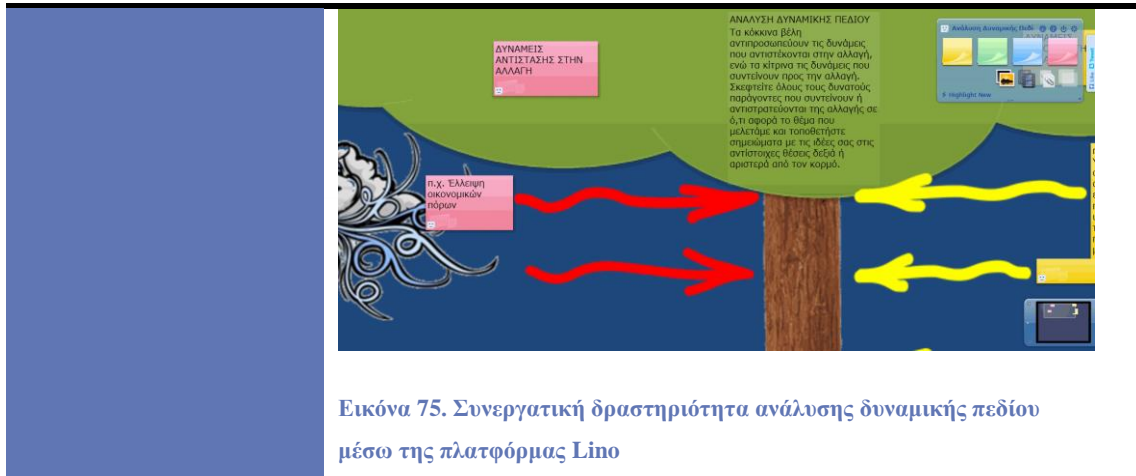 ΔΥΝΑΜΕΙΣ
ΑΝΤΙΣΤΑΣΗΣ ΣΤΗΝ
ΑΛΛΑΓΗ
ΑΝΑΛΥΣΗ ΔΥΝΑΜΙΚΗΣ ΠΕΔΙΟΥ
Τα κόκκινα βέλη
αντιπροσωπεύουν τις δυνάμεις
που αντιστέκονται στην αλλαγή,
ενώ τα κίτρινα τις δυνάμεις που
συντείνουν προς την αλλαγή.
Σκεφτείτε όλους τους δυνατούς
παράγοντες που συντείνουν ή
αντιστρατεύονται της αλλαγής σε
ό,τι αφορά το θέμα που
μελετάμε και τοποθετήστε
σημειώματα με τις ιδέες σας στις
αντίστοιχες θέσεις δεξιά ή
αριστερά από τον κορμό.
Ανάλυση Δυναμικής Πεδί
Highlight New
π.χ. Έλλειψη
οικονομικών
πόρων
Εικόνα 75. Συνεργατική δραστηριότητα ανάλυσης δυναμικής πεδίου
μέσω της πλατφόρμας Lino